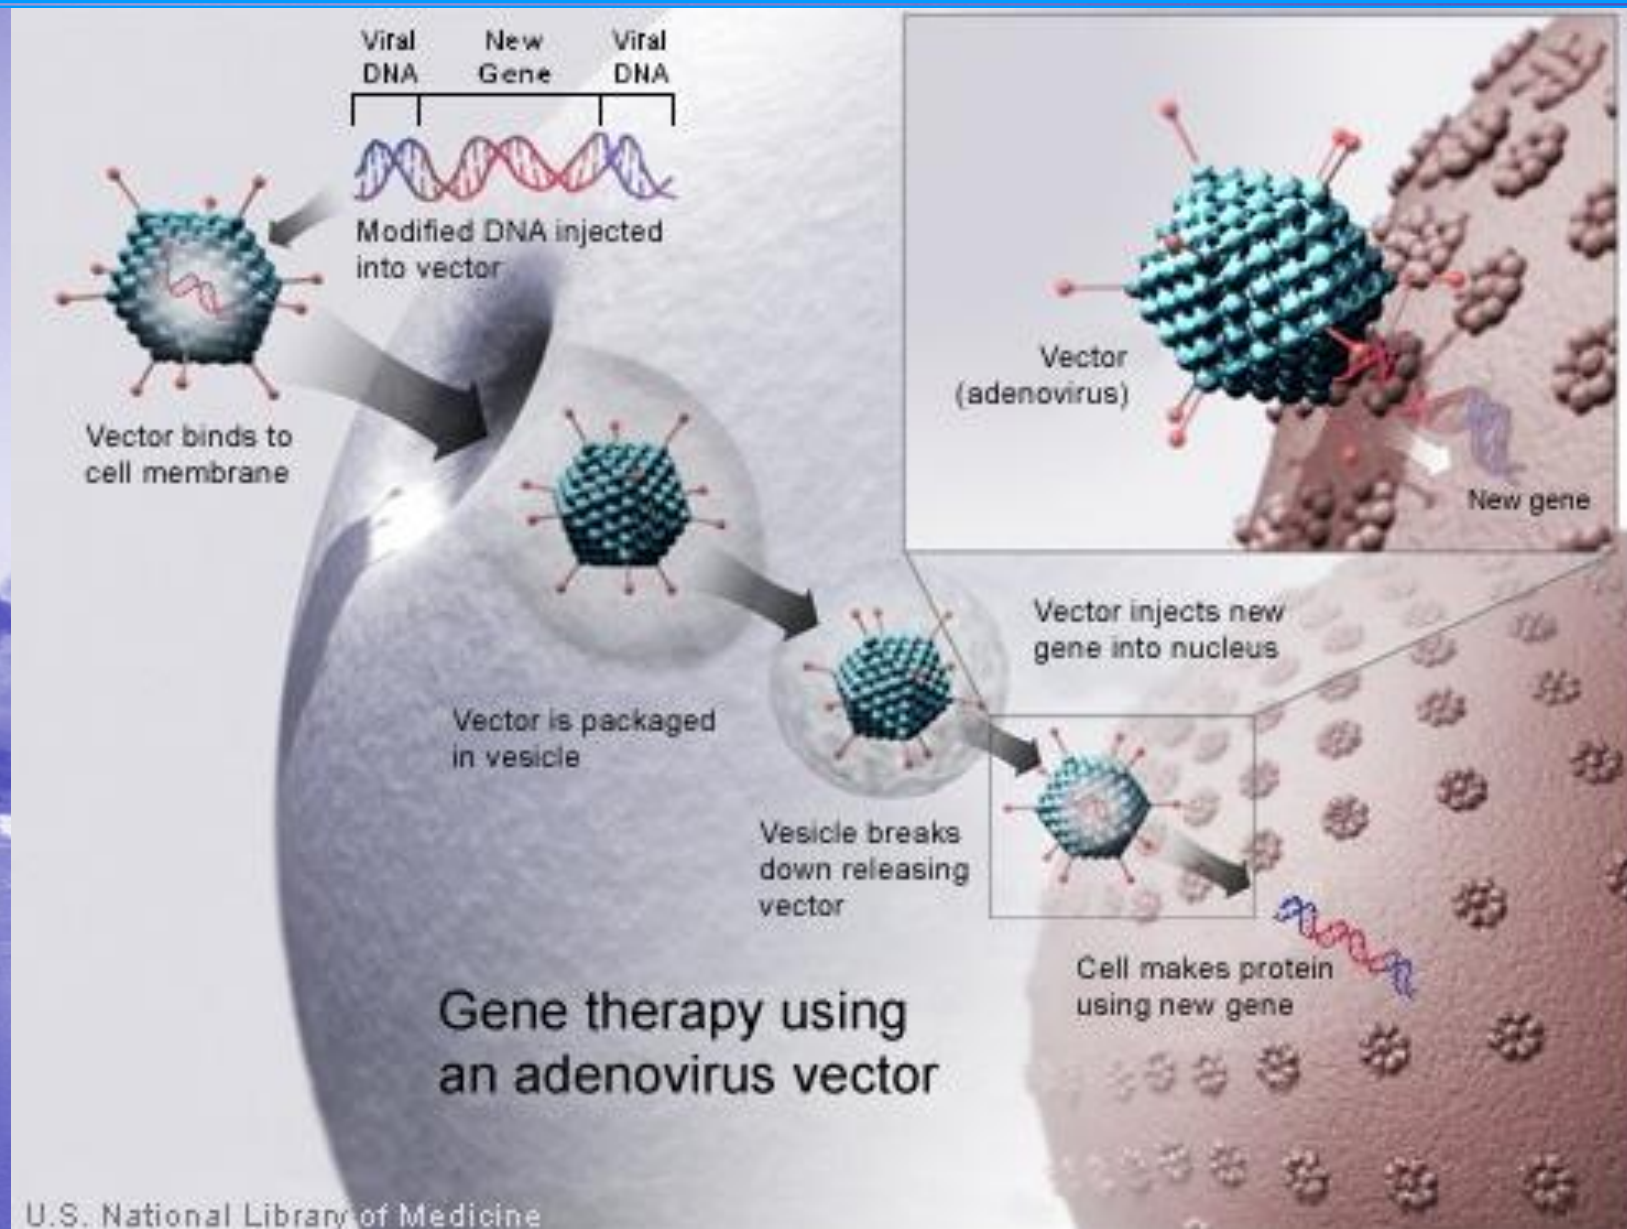 Viral
DNA
New
Gene
Viral
DNA
Modified DNA injected
into vector
Vector binds to
cell membrane
Vector
(adenovirus)
New gene
Vector injects new
gene into nucleus
Vector is packaged
in vesicle
Vesicle breaks
down releasing
vector
Cell makes protein
using new gene
Gene therapy using
an adenovirus vector
U.S. National Library of Medicine